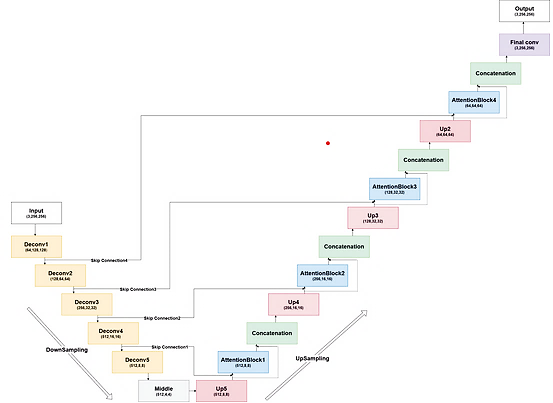 Output
(3,256,256)
Final conv
(3,256,256)
Concatenation
AttentionBlock4
(64,64,64)
Up2
(64,64,64)
Concatenation
AttentionBlock3
(128,32,32)
Up3
(128,32,32)
Input
(3,256,256)
Deconv1
(64,128,128)
Skip Connection4
Concatenation
Deconv2
(128,64,64)
AttentionBlock2
(256,16,16)
Skip Connection3
Deconv3
(256,32,32)
Up4
(256,16,16)
Skip Connection2
Deconv4
(512,16,16)
Concatenation
Skip Connection1
DownSampling
UpSampling
Deconv5
(512,8,8)
AttentionBlock1
(512,8,8)
Middle
(512,4,4)
Up5
(512,8,8)